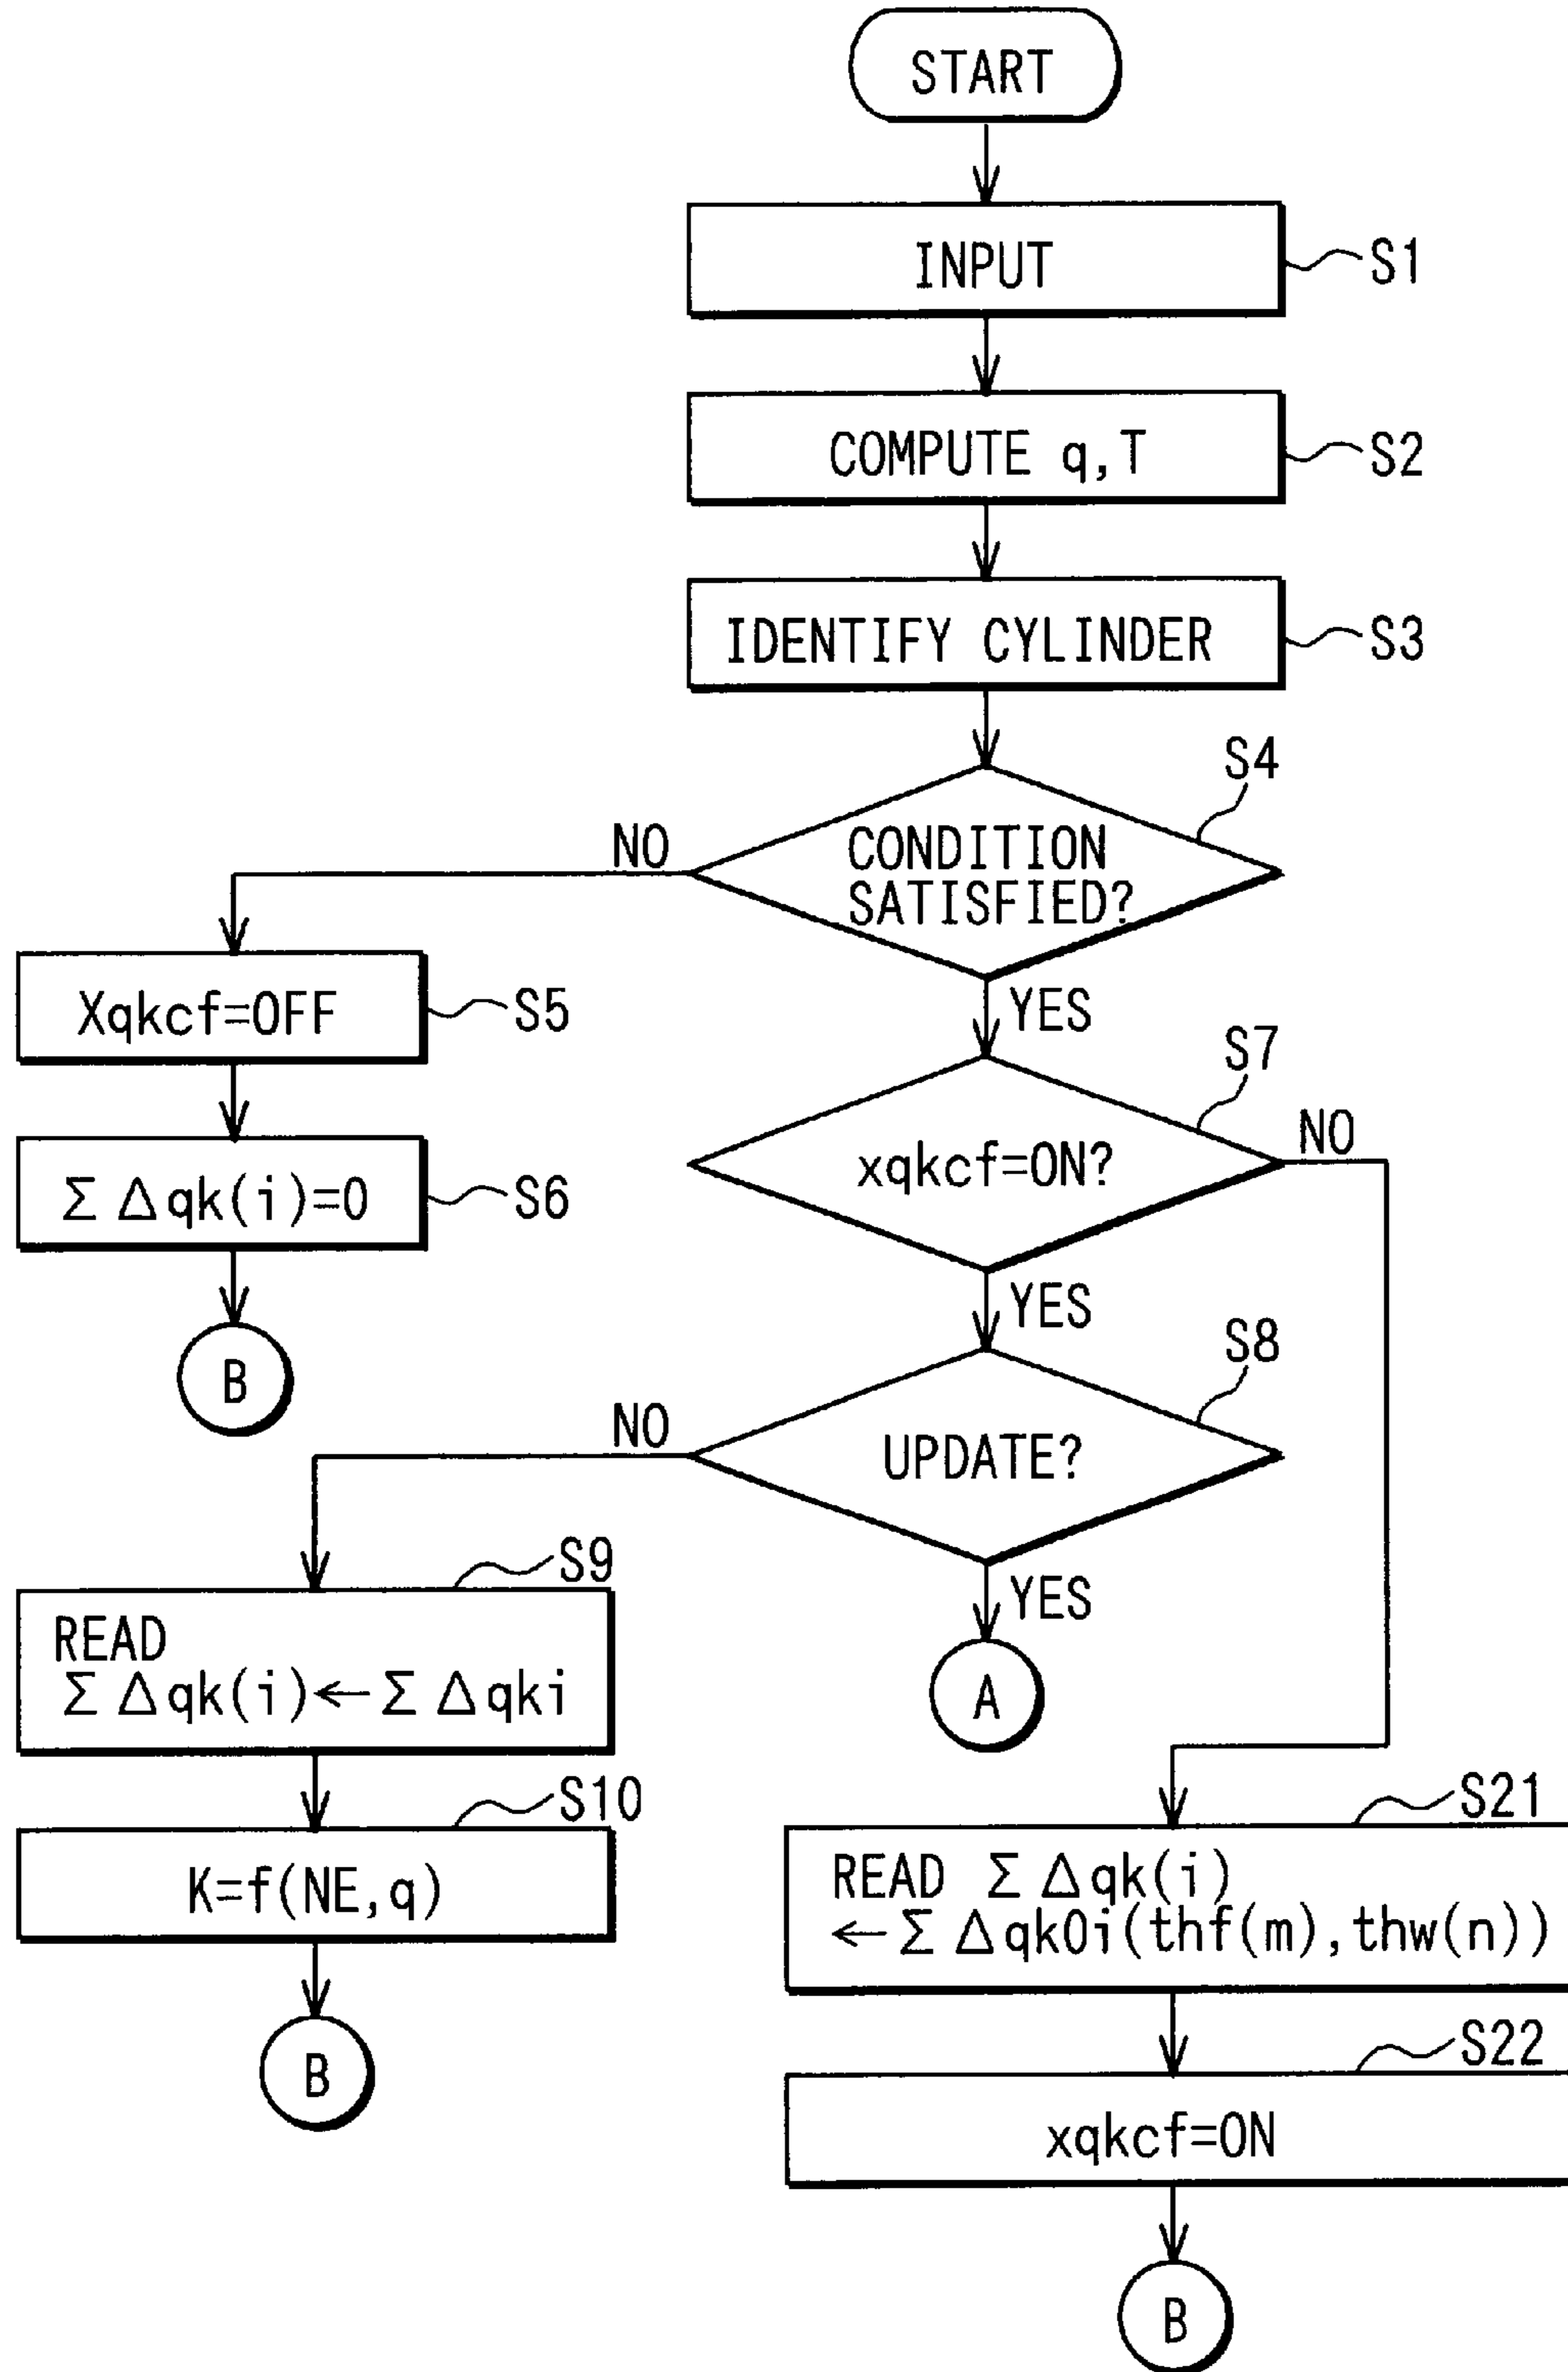 START
INPUT
S1
COMPUTE q,T
S2
IDENTIFY CYLINDER
S3
S4
CONDITION
SATISFIED?
NO
YES
Xqkcf=OFF
S5
Σ Δqk(i)=0
S6
B
S7
xqkcf=ON?
NO
YES
S8
UPDATE?
NO
YES
A
S9
READ
Σ Δqk(i)←Σ Δqki
S10
K=f(NE,q)
B
S21
READ Σ Δqk(i)
←Σ Δqk0i(thf(m),thw(n))
S22
xqkcf=ON
B